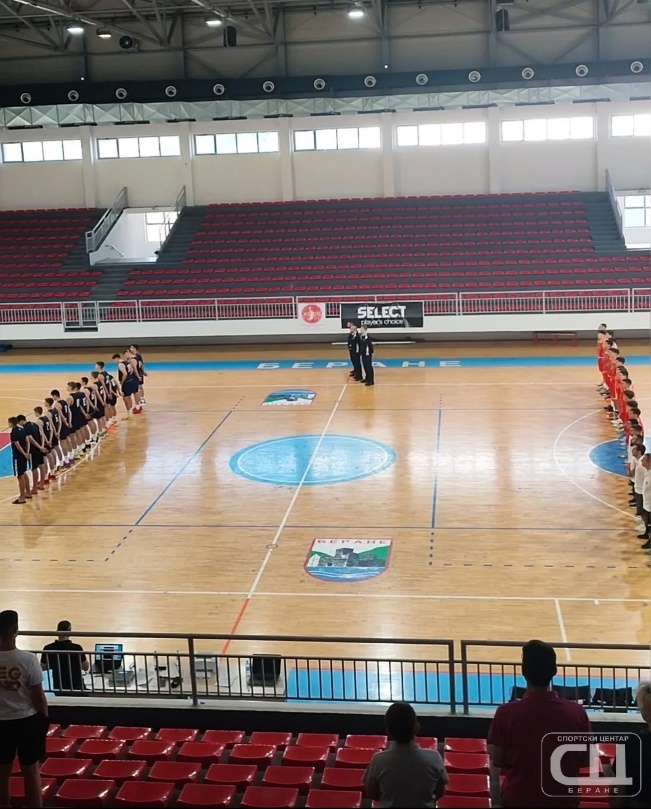 SELECT
player's choice
БЕРАНЕ
БЕРАНЕ
СПОРТСКИ ЦЕНТАР
СЦ
БЕРАНЕ